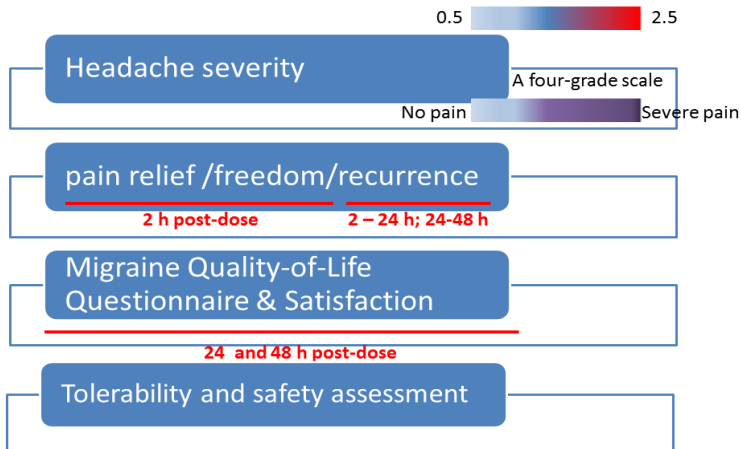 0.5 2.5
Headache severity
A four-grade scale
No pain Severe pain
pain relief /freedom/recurrence
2 h post-dose 2 – 24 h; 24-48 h
Migraine Quality-of-Life
Questionnaire & Satisfaction
24 and 48 h post-dose
Tolerability and safety assessment